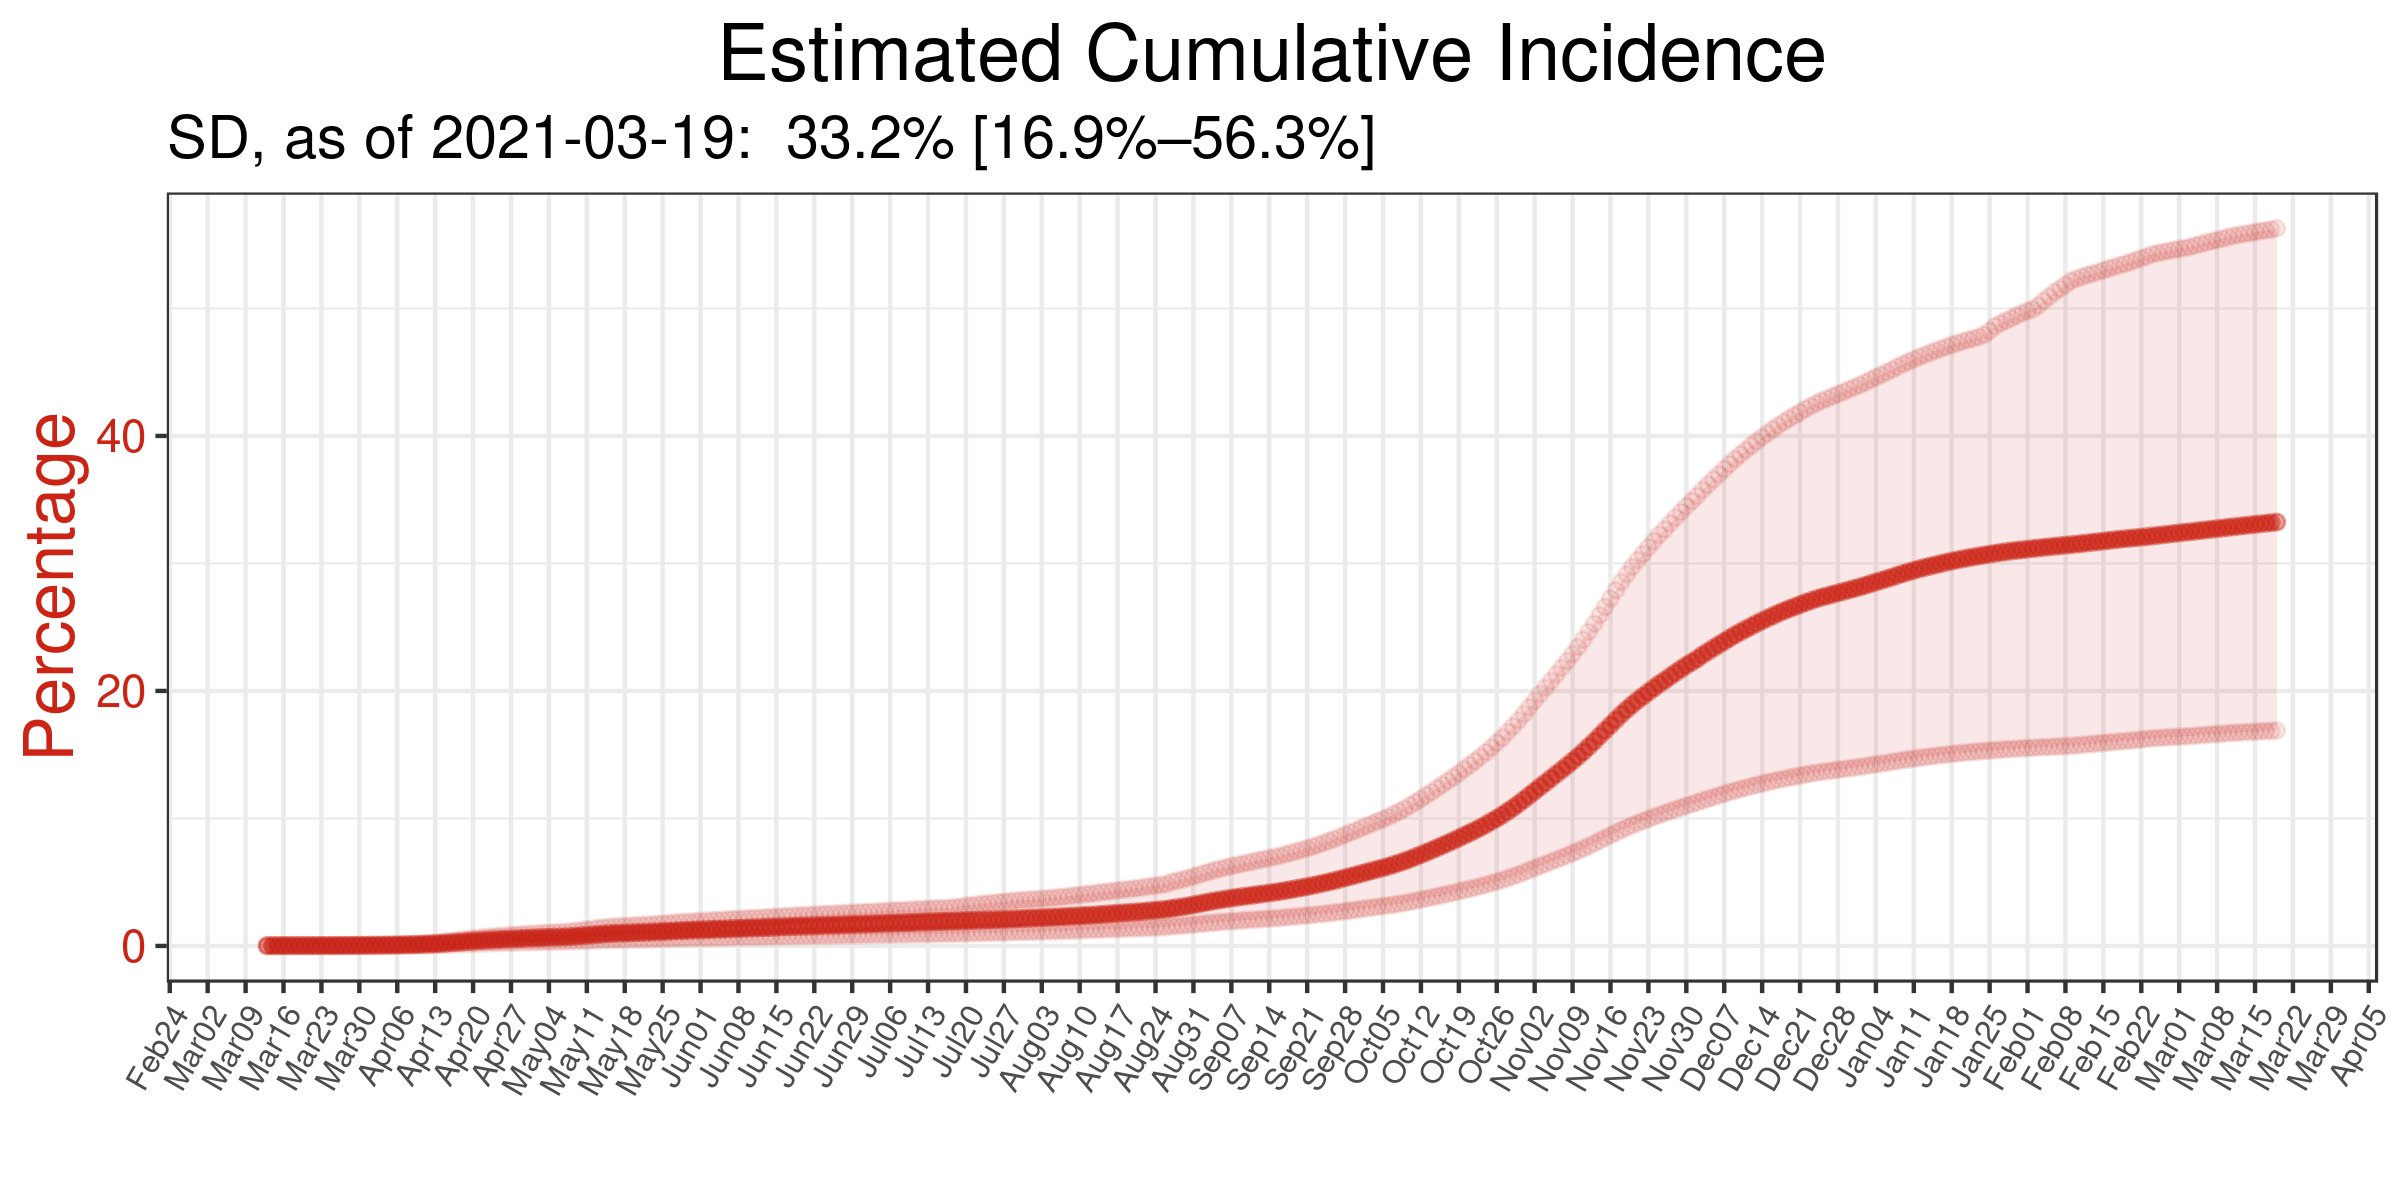 Estimated Cumulative Incidence
SD, as of 2021-03-19:  33.2% [16.9%–56.3%]
Percentage
40
20
0
Feb24
Mar02
Mar09
Mar16
Mar23
Mar30
Apr06
Apr13
Apr20
Apr27
May04
May11
May18
May25
Jun01
Jun08
Jun15
Jun22
Jun29
Jul06
Jul13
Jul20
Jul27
Aug03
Aug10
Aug17
Aug24
Aug31
Sep07
Sep14
Sep21
Sep28
Oct05
Oct12
Oct19
Oct26
Nov02
Nov09
Nov16
Nov23
Nov30
Dec07
Dec14
Dec21
Dec28
Jan04
Jan11
Jan18
Jan25
Feb01
Feb08
Feb15
Feb22
Mar01
Mar08
Mar15
Mar22
Mar29
Apr05